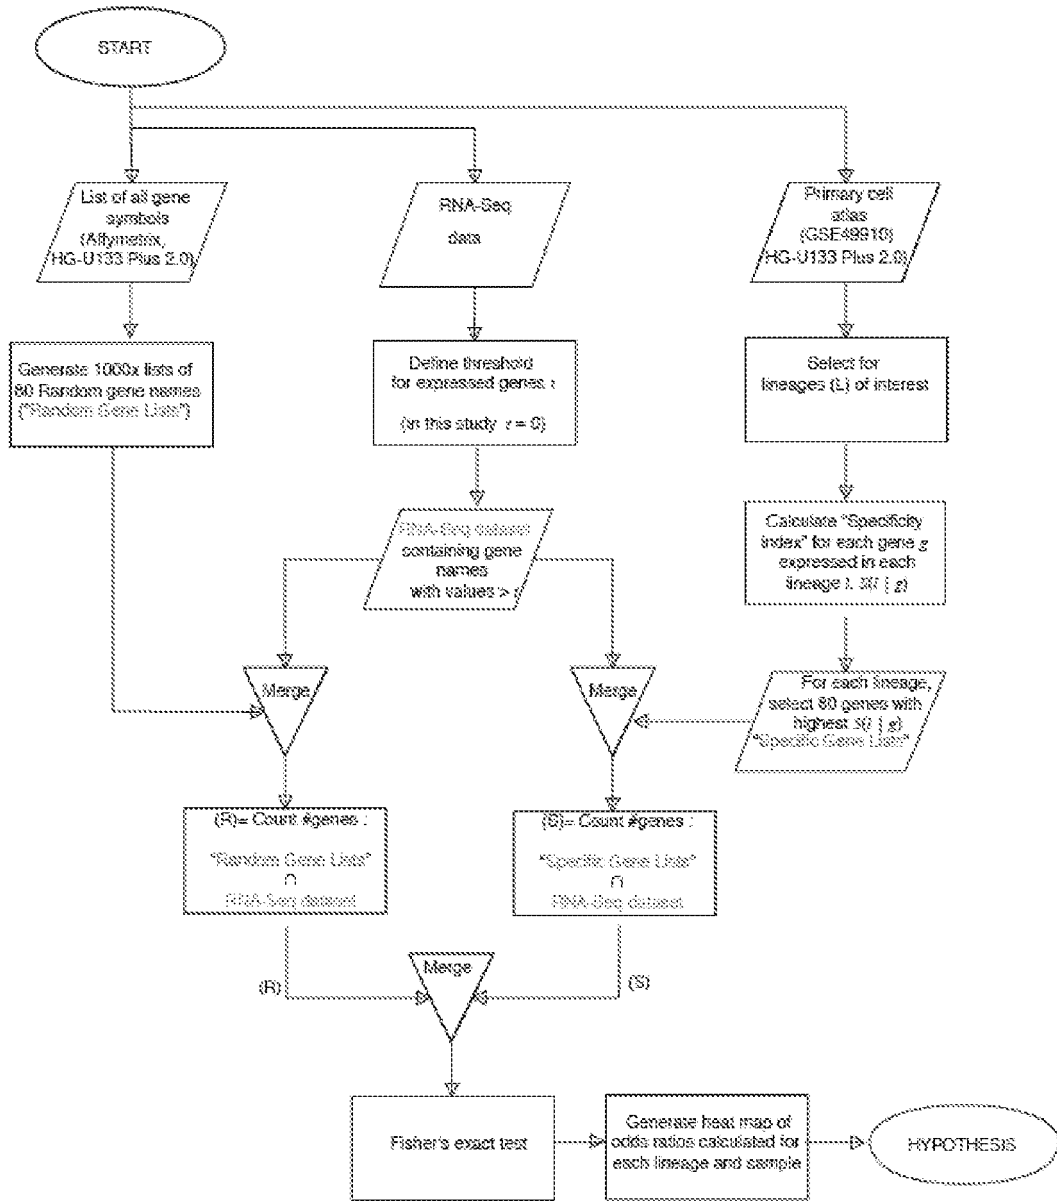 START
List of all gene
symbols
(Affymetrix,
HG-U133 Plus 2.0)
RNA-Seq
data
Primary cell
atlas
(GSE49910)
(HG-U133 Plus 2.0)
Generate 1000x lists of
80 Random gene names
("Random Gene Lists")
Define threshold
for expressed genes t
(in this study t = 0)
Select for
lineages (L) of interest
RNA-Seq dataset
containing gene
names
with values > t
Calculate "Specificity
Index" for each gene g
expressed in each
lineage l, S(l | g)
Merge
Merge
For each lineage,
select 80 genes with
highest S(l | g)
"Specific Gene Lists"
(R)= Count #genes :
"Random Gene Lists"
∩
RNA-Seq dataset
(S)= Count #genes :
"Specific Gene Lists"
∩
RNA-Seq dataset
(R)
Merge
(S)
Fisher's exact test
Generate heat map of
odds ratios calculated for
each lineage and sample
HYPOTHESIS